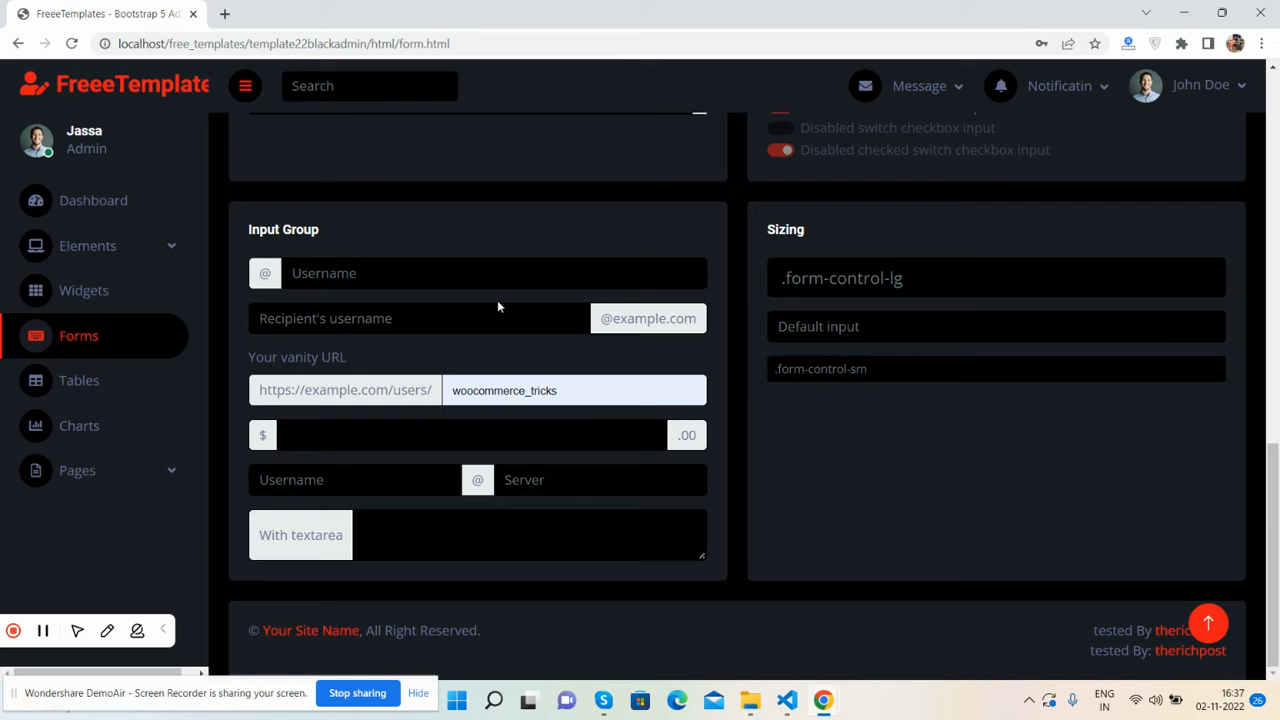 FreeeTemplates - Bootstrap 5 Ad
localhost/free_templates/template22blackadmin/html/form.html
FreeeTemplate
Search
Message
Notificatin
John Doe
Jassa
Admin
Dashboard
Elements
Widgets
Forms
Tables
Charts
Pages
Disabled switch checkbox input
Disabled checked switch checkbox input
Input Group
@ Username
Recipient's username @example.com
Your vanity URL
https://example.com/users/ woocommerce_tricks
$ .00
Username @ Server
With textarea
Sizing
.form-control-lg
Default input
.form-control-sm
© Your Site Name, All Right Reserved.
tested By
tested By: therichpost
Wondershare DemoAir - Screen Recorder is sharing your screen.
Stop sharing
Hide
ENG
IN
16:37
02-11-2022
26